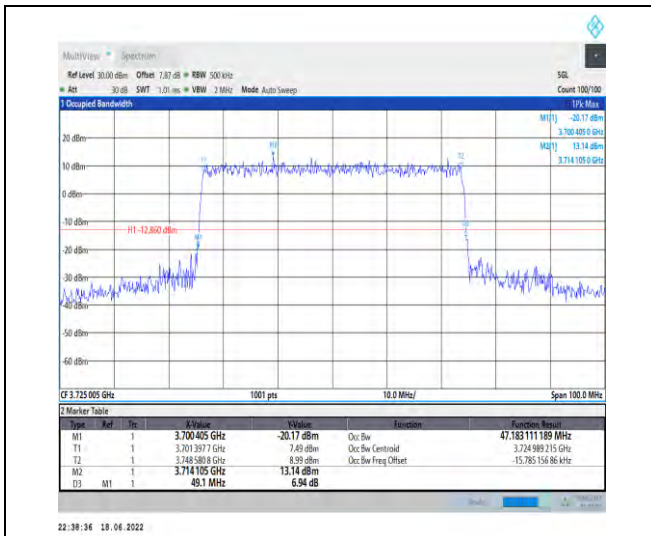 MultiView Spectrum
Ref Level 30.00 dBm Offset 7.87 dB RBW 500 kHz SGL
Att 30 dB SWT 1.01 ms VBW 2 MHz Mode Auto Sweep Count 100/100
1 Occupied Bandwidth 1Pk Max
M1[1] -20.17 dBm
3.700 405 0 GHz
M2[1] 13.14 dBm
3.714 105 0 GHz
20 dBm
10 dBm
0 dBm
-10 dBm
H1 -12.860 dBm
-20 dBm
-30 dBm
-40 dBm
-50 dBm
-60 dBm
T1
M2
T2
M1
CF 3.725 005 GHz 1001 pts 10.0 MHz/ Span 100.0 MHz
2 Marker Table
Type Ref Trc X-Value Y-Value Function Function Result
M1 1 3.700 405 GHz -20.17 dBm Occ Bw 47.183 111 189 MHz
T1 1 3.701 397 7 GHz 7.49 dBm Occ Bw Centroid 3.724 989 215 GHz
T2 1 3.748 580 8 GHz 8.99 dBm Occ Bw Freq Offset -15.785 156 86 kHz
M2 1 3.714 105 GHz 13.14 dBm
D3 M1 1 49.1 MHz 6.94 dB
22:38:36 18.06.2022